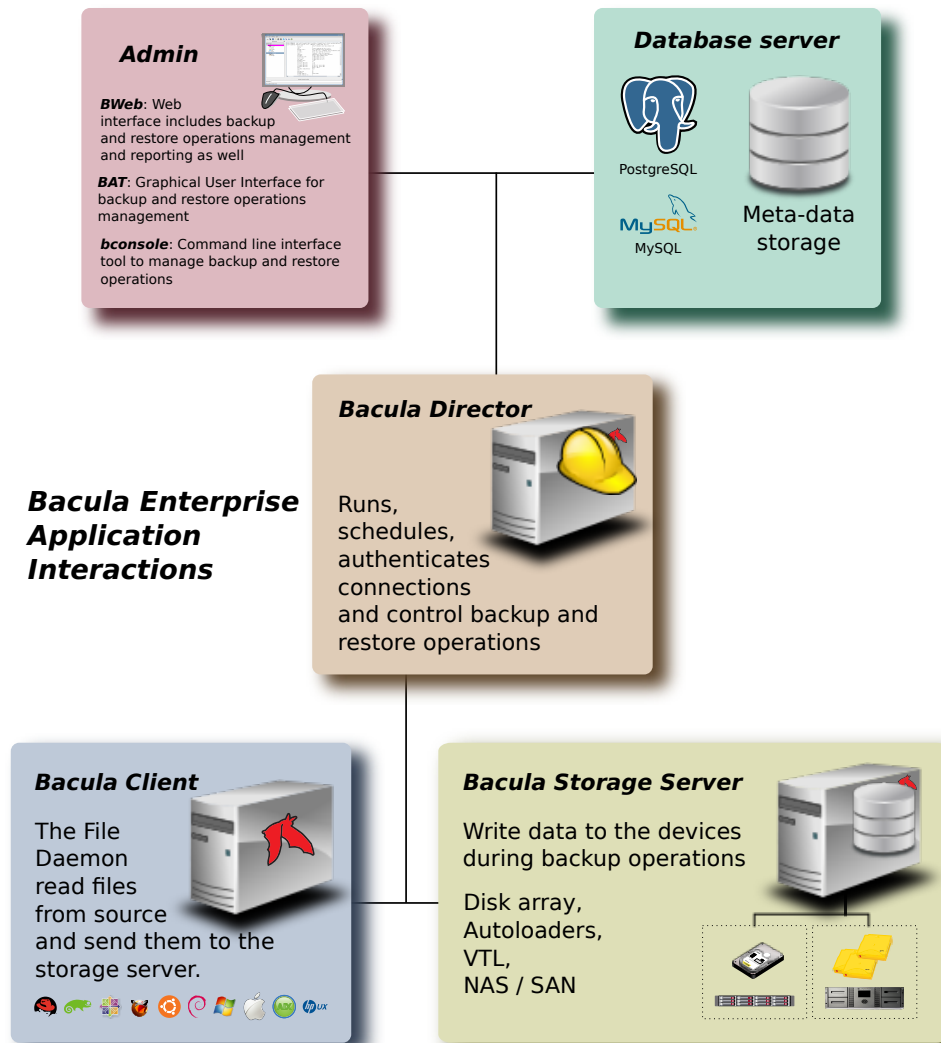 Admin
BWeb: Web
interface includes backup
and restore operations management
and reporting as well
BAT: Graphical User Interface for
backup and restore operations
management
bconsole: Command line interface
tool to manage backup and restore
operations
Database server
PostgreSQL
MySQL®
MySQL
Meta-data
storage
Bacula Enterprise
Application
Interactions
Bacula Director
Runs,
schedules,
authenticates
connections
and control backup and
restore operations
Bacula Client
The File
Daemon
read files
from source
and send them to the
storage server.
AIX
hp UX
Bacula Storage Server
Write data to the devices
during backup operations
Disk array,
Autoloaders,
VTL,
NAS / SAN